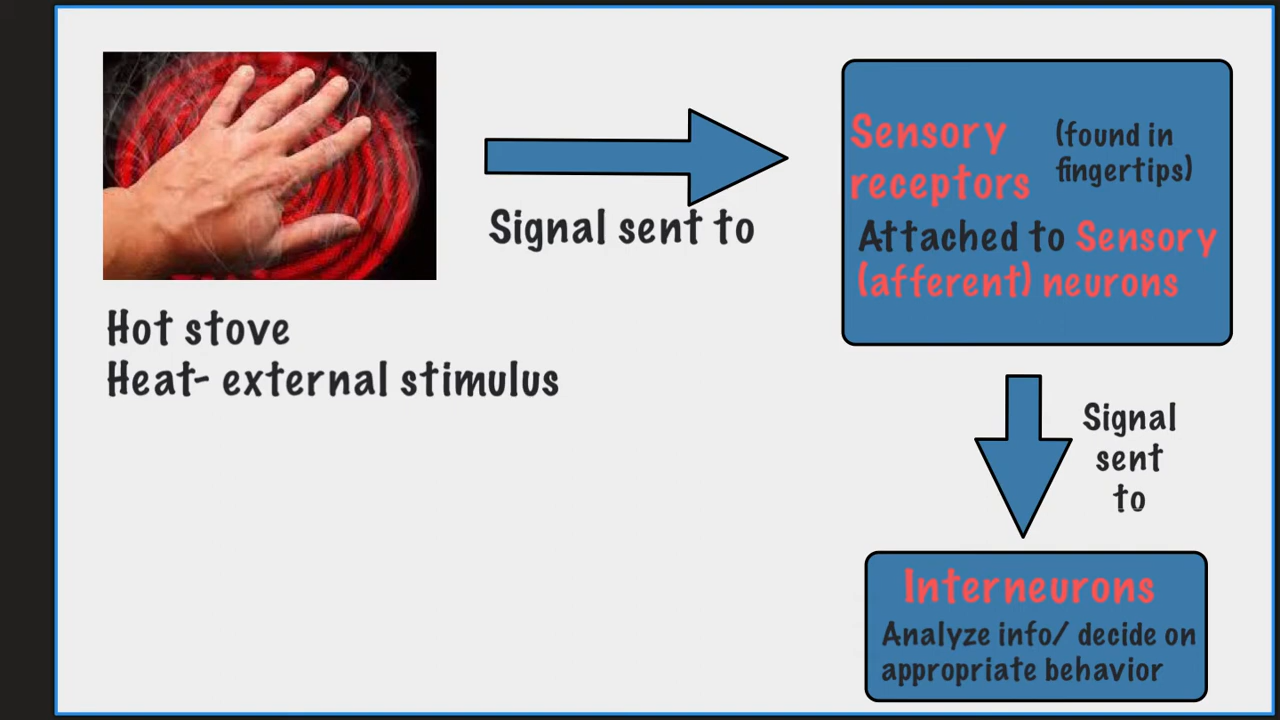 Hot stove
Heat- external stimulus
Signal sent to
Sensory
receptors
(found in
fingertips)
Attached to Sensory
(afferent) neurons
Signal
sent
to
Interneurons
Analyze info/ decide on
appropriate behavior